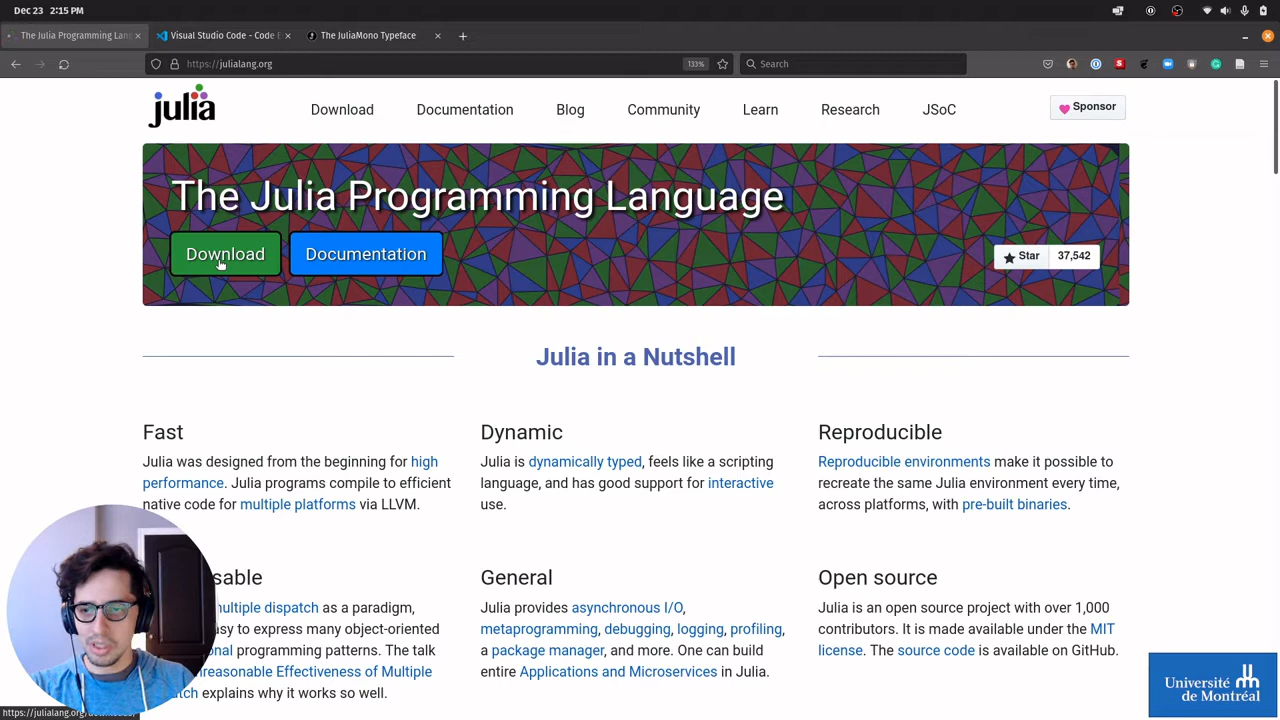 Dec 23 2:15 PM
The Julia Programming Lan
Visual Studio Code - Code E
The JuliaMono Typeface
https://julialang.org
133%
Search
julia
Download
Documentation
Blog
Community
Learn
Research
JSoC
Sponsor
The Julia Programming Language
Download
Documentation
Star
37,542
Julia in a Nutshell
Fast
Julia was designed from the beginning for high
performance. Julia programs compile to efficient
native code for multiple platforms via LLVM.
Dynamic
Julia is dynamically typed, feels like a scripting
language, and has good support for interactive
use.
Reproducible
Reproducible environments make it possible to
recreate the same Julia environment every time,
across platforms, with pre-built binaries.
sable
multiple dispatch as a paradigm,
asy to express many object-oriented
onal programming patterns. The talk
nreasonable Effectiveness of Multiple
tch explains why it works so well.
General
Julia provides asynchronous I/O,
metaprogramming, debugging, logging, profiling,
a package manager, and more. One can build
entire Applications and Microservices in Julia.
Open source
Julia is an open source project with over 1,000
contributors. It is made available under the MIT
license. The source code is available on GitHub.
https://julialang.org/downloads/
Université
de Montréal